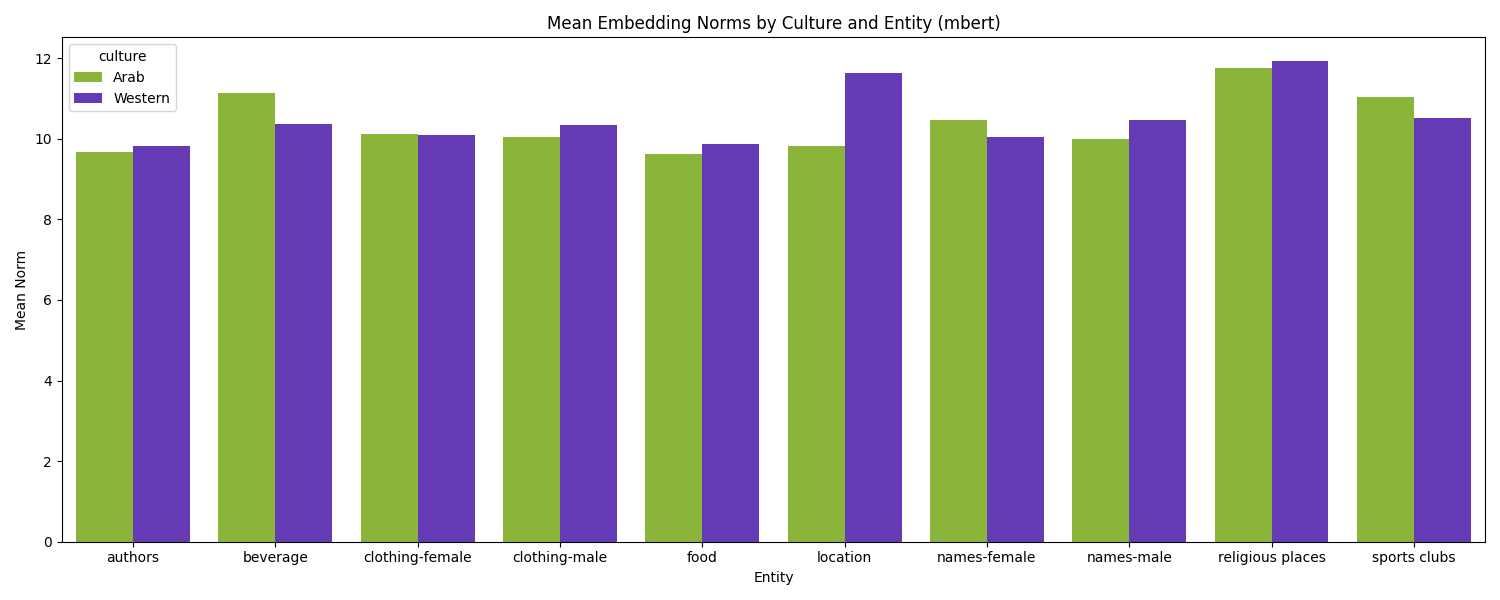 Mean Embedding Norms by Culture and Entity (mbert)
culture
Arab
Western
Mean Norm
12
10
8
6
4
2
0
authors beverage clothing-female clothing-male food location names-female names-male religious places sports clubs
Entity